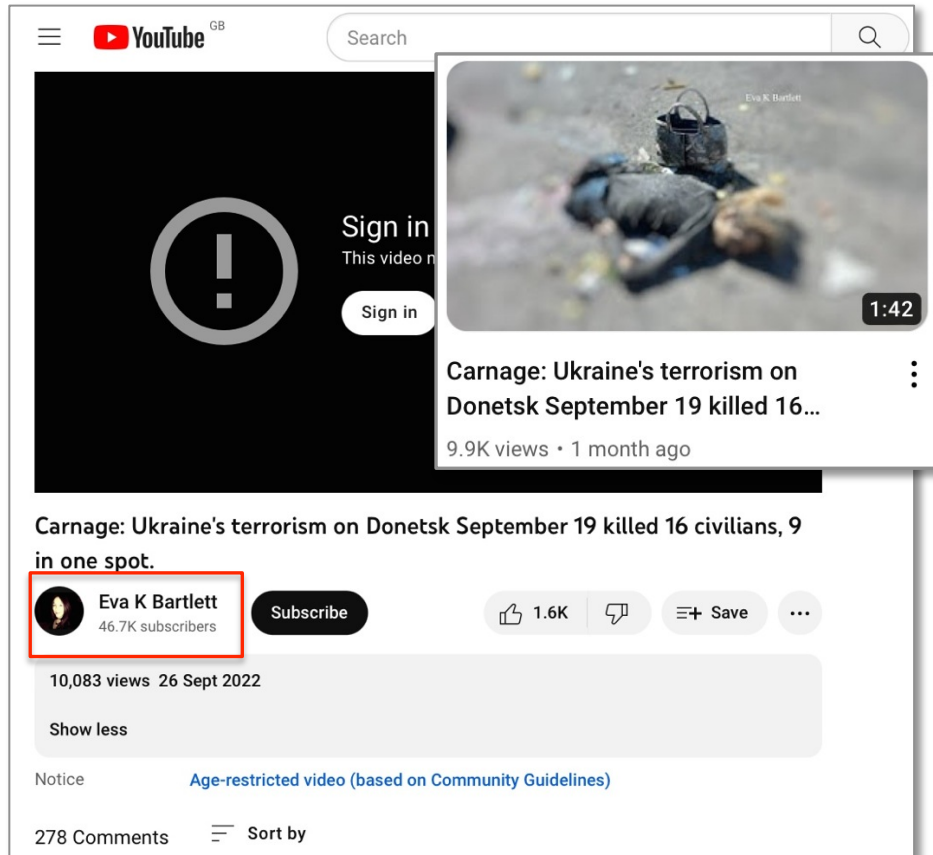 YouTube GB
Search
Eva K Bartlett
Sign in
This video
Sign in
1:42
Carnage: Ukraine's terrorism on
Donetsk September 19 killed 16...
9.9K views • 1 month ago
Carnage: Ukraine's terrorism on Donetsk September 19 killed 16 civilians, 9
in one spot.
Eva K Bartlett
46.7K subscribers
Subscribe
1.6K
Save
10,083 views 26 Sept 2022
Show less
Notice
Age-restricted video (based on Community Guidelines)
278 Comments
Sort by